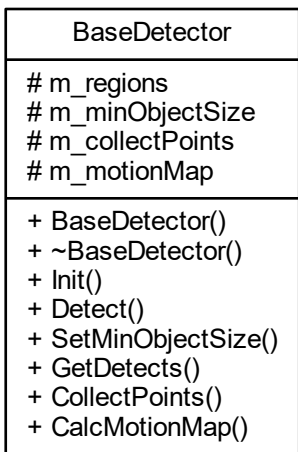 BaseDetector
# m_regions
# m_minObjectSize
# m_collectPoints
# m_motionMap
+ BaseDetector()
+ ~BaseDetector()
+ Init()
+ Detect()
+ SetMinObjectSize()
+ GetDetects()
+ CollectPoints()
+ CalcMotionMap()